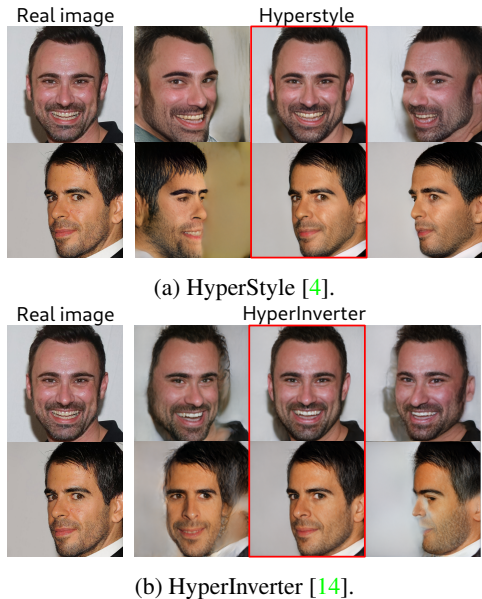 Real image Hyperstyle
(a) HyperStyle [4].
Real image HyperInverter
(b) HyperInverter [14].